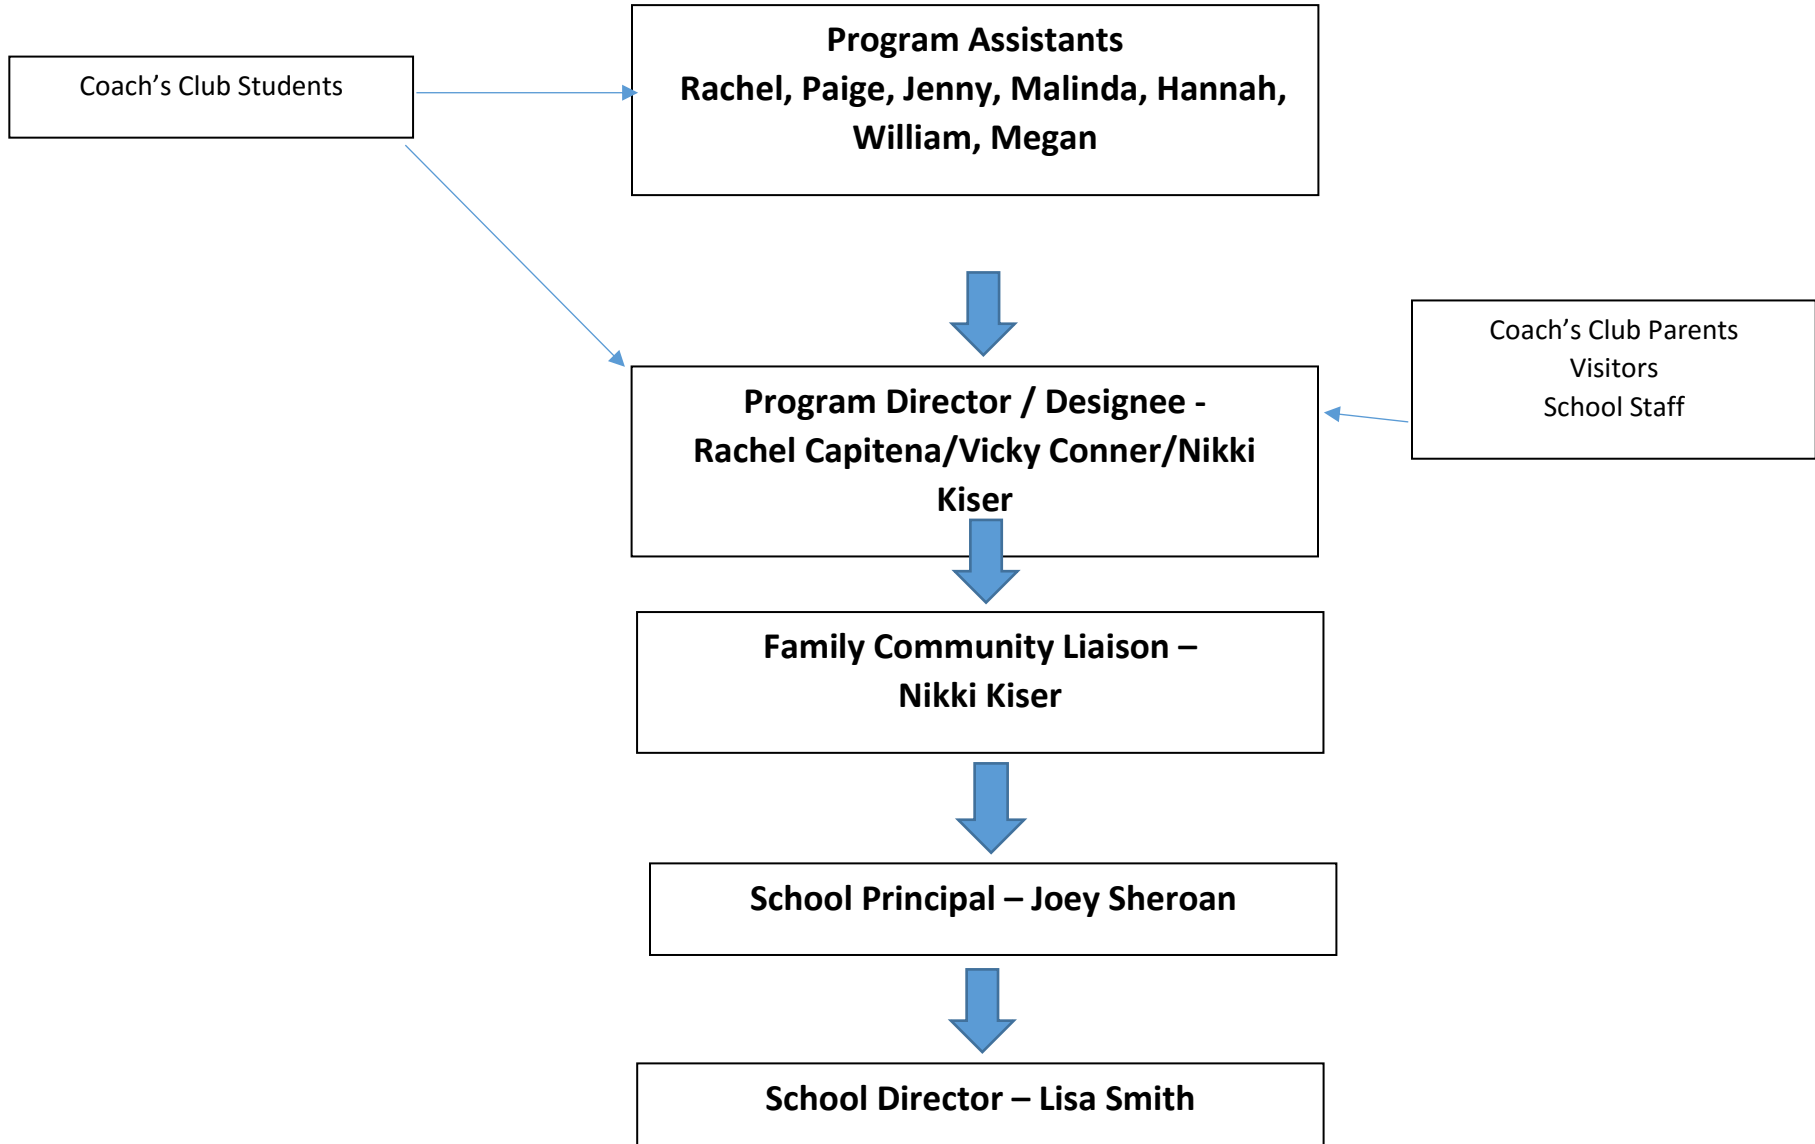 Program Assistants
Rachel, Paige, Jenny, Malinda, Hannah,
William, Megan
Coach’s Club Students
Coach’s Club Parents
Visitors
School Staff
Program Director / Designee -
Rachel Capitena/Vicky Conner/Nikki
Kiser
Family Community Liaison –
Nikki Kiser
School Principal – Joey Sheroan
School Director – Lisa Smith